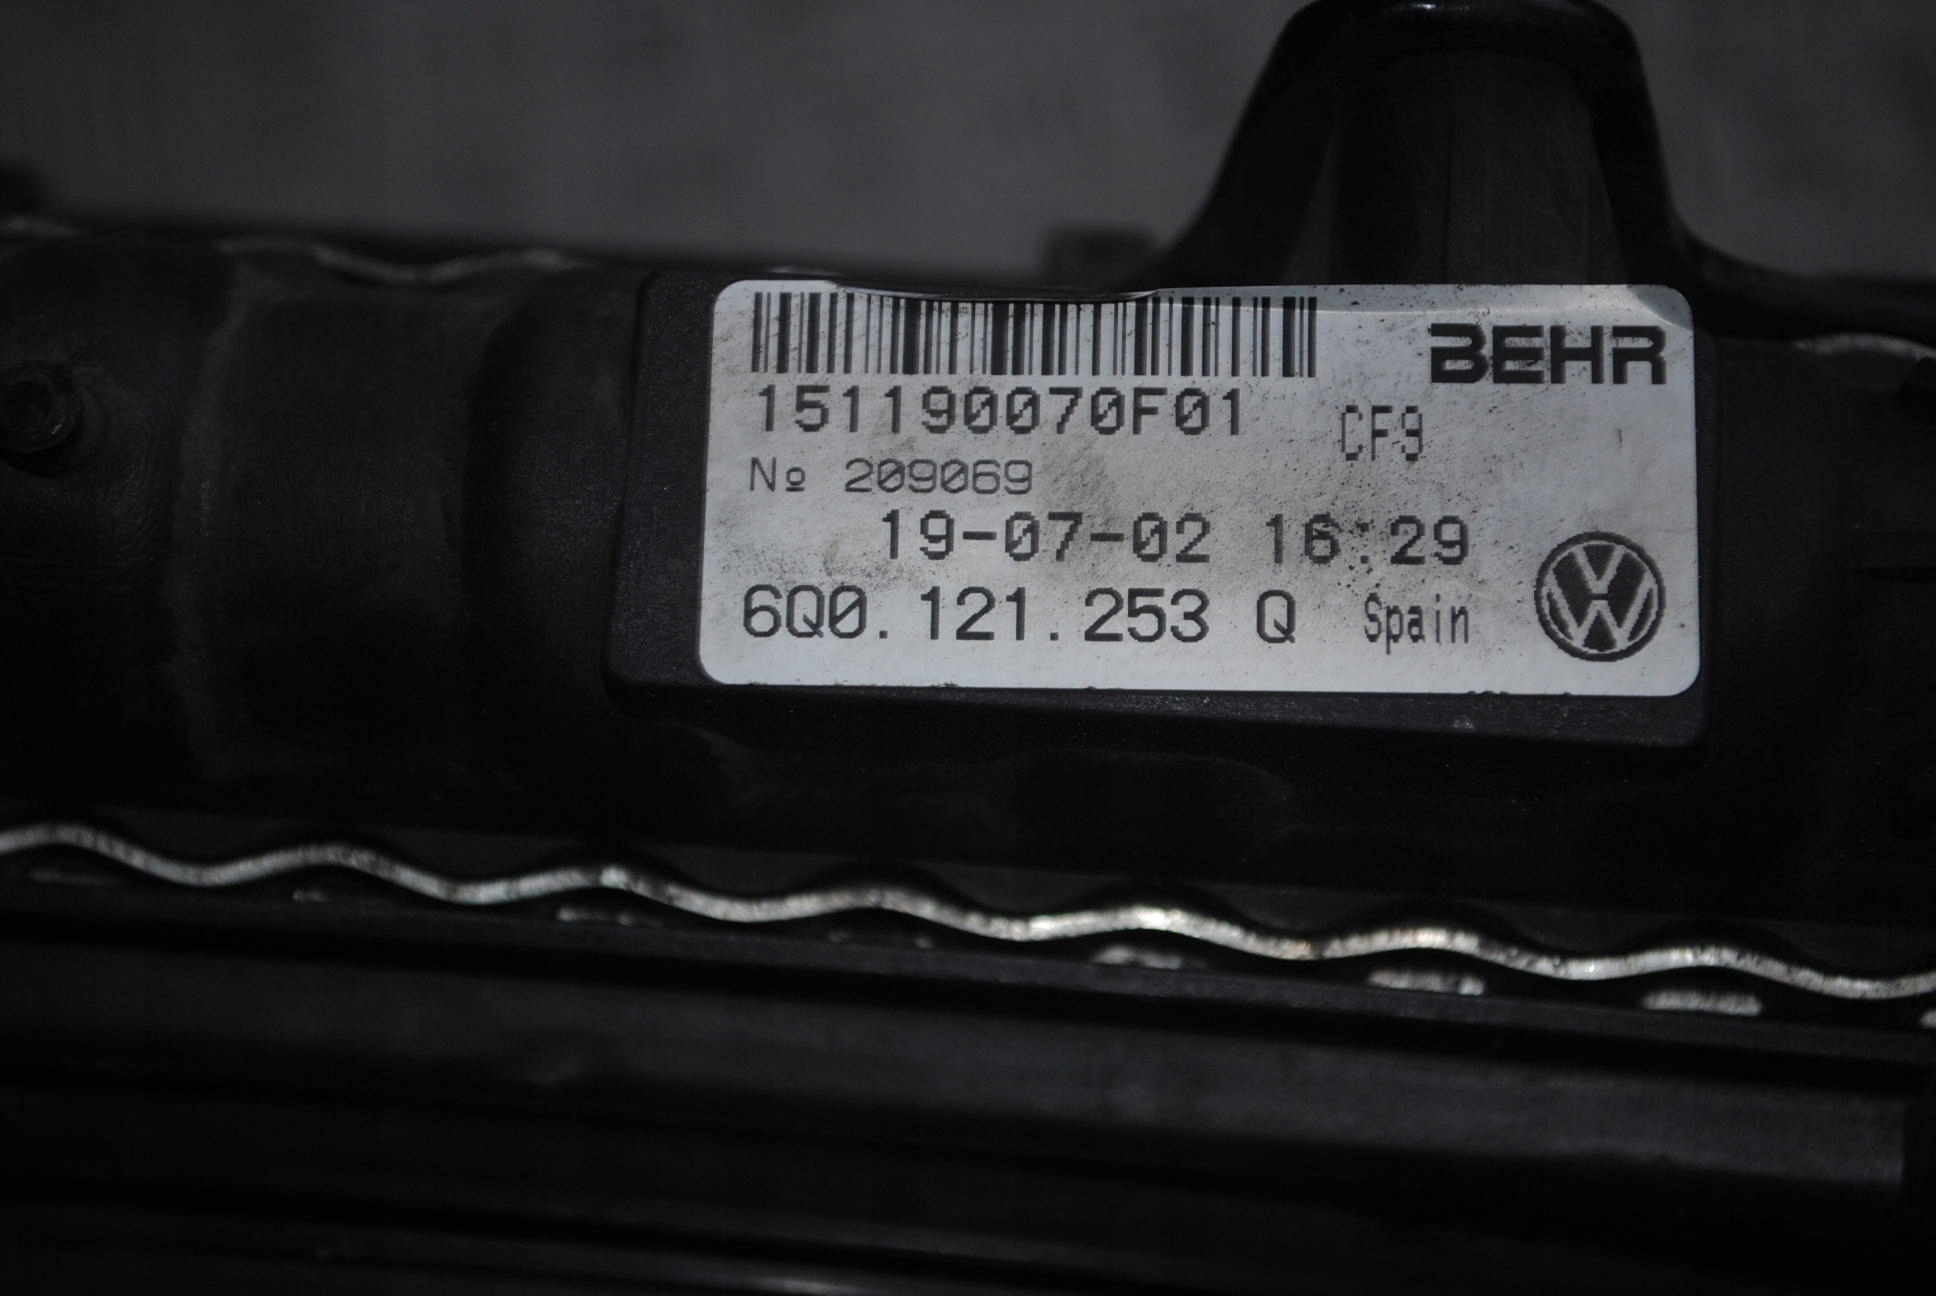 BEHR
151190070F01 CF9
Nº 209069
19-07-02 16:29
6Q0.121.253 Q Spain